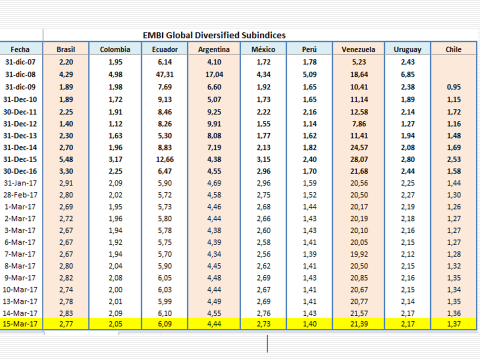 EMBI Global Diversified Subindices
Fecha Brasil Colombia Ecuador Argentina México Perú Venezuela Uruguay Chile
31-dic-07 2,20 1,95 6,14 4,10 1,72 1,78 5,23 2,43
31-dic-08 4,29 4,98 47,31 17,04 4,34 5,09 18,64 6,85
31-dic-09 1,89 1,98 7,69 6,60 1,92 1,65 10,41 2,38 0,95
31-Dec-10 1,89 1,72 9,13 5,07 1,73 1,65 11,14 1,89 1,15
30-Dec-11 2,25 1,91 8,46 9,25 2,22 2,16 12,58 2,14 1,72
31-Dec-12 1,40 1,12 8,26 9,91 1,55 1,14 7,86 1,27 1,16
31-Dec-13 2,30 1,63 5,30 8,08 1,77 1,62 11,41 1,94 1,48
31-Dec-14 2,70 1,96 8,83 7,19 2,13 1,82 24,57 2,08 1,69
31-Dec-15 5,48 3,17 12,66 4,38 3,15 2,40 28,07 2,80 2,53
30-Dec-16 3,30 2,25 6,47 4,55 2,96 1,70 21,68 2,44 1,58
31-Jan-17 2,91 2,09 5,90 4,69 2,96 1,59 20,56 2,25 1,44
28-Feb-17 2,80 2,02 5,72 4,58 2,75 1,52 20,50 2,27 1,30
1-Mar-17 2,69 1,95 5,73 4,46 2,68 1,44 20,17 2,19 1,26
2-Mar-17 2,72 1,96 5,80 4,44 2,66 1,43 20,19 2,18 1,27
3-Mar-17 2,67 1,94 5,78 4,38 2,60 1,43 20,10 2,16 1,27
6-Mar-17 2,67 1,92 5,75 4,39 2,58 1,41 20,05 2,15 1,27
7-Mar-17 2,67 1,94 5,70 4,34 2,56 1,39 19,92 2,12 1,28
8-Mar-17 2,80 2,04 5,90 4,45 2,62 1,41 20,50 2,15 1,32
9-Mar-17 2,82 2,08 6,05 4,48 2,69 1,43 20,85 2,16 1,35
10-Mar-17 2,74 2,00 6,03 4,44 2,67 1,41 20,67 2,15 1,34
13-Mar-17 2,78 2,01 5,99 4,49 2,69 1,41 20,77 2,14 1,35
14-Mar-17 2,83 2,09 6,10 4,55 2,76 1,43 21,57 2,17 1,36
15-Mar-17 2,77 2,05 6,09 4,44 2,73 1,40 21,39 2,17 1,37